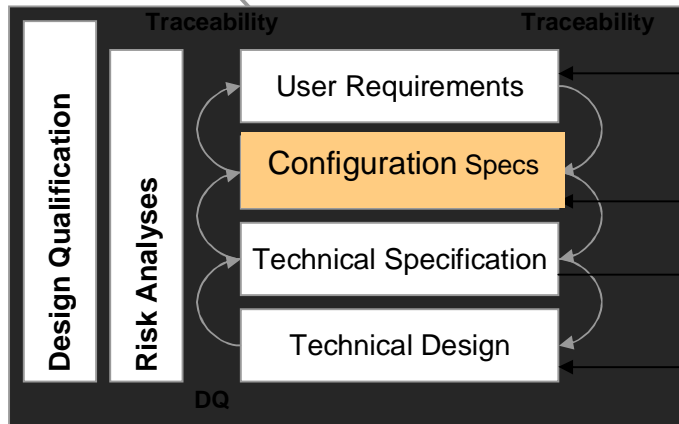 Traceability
Traceability
Design Qualification
Risk Analyses
User Requirements
Configuration Specs
Technical Specification
Technical Design
DQ